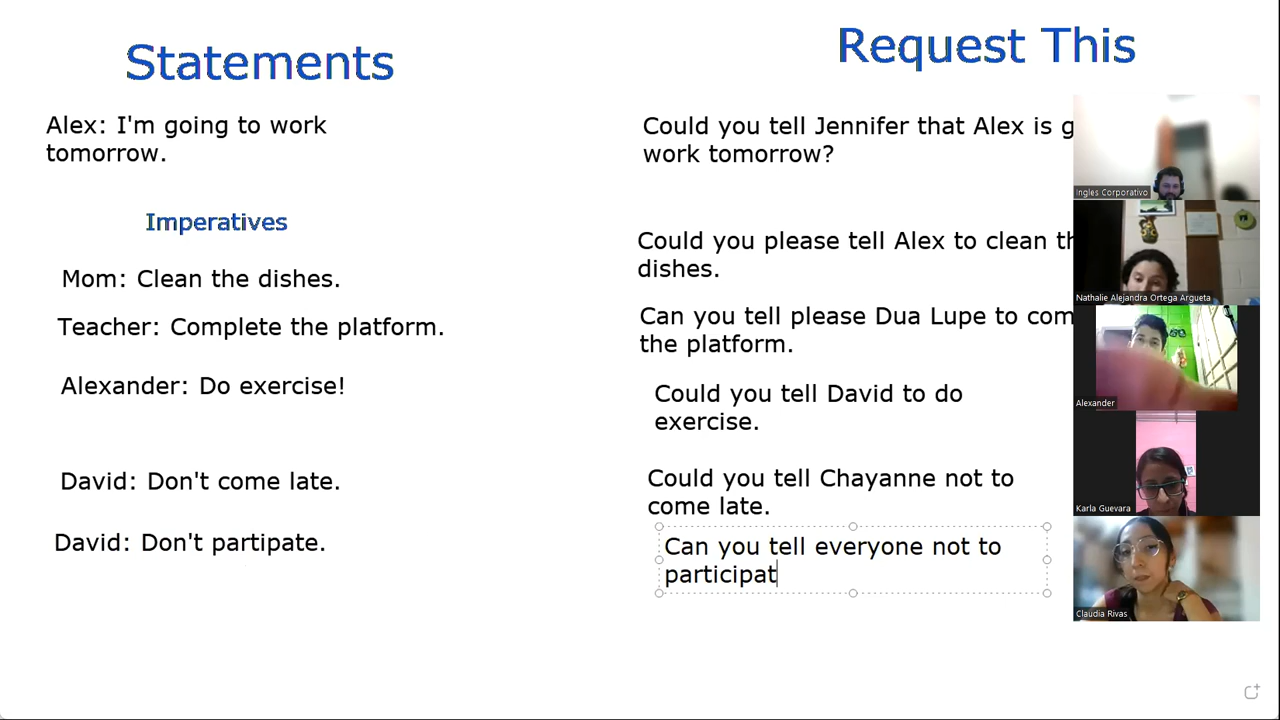 Statements
Request This
Alex: I'm going to work
tomorrow.
Could you tell Jennifer that Alex is g
work tomorrow?
Imperatives
Mom: Clean the dishes.
Could you please tell Alex to clean th
dishes.
Teacher: Complete the platform.
Can you tell please Dua Lupe to com
the platform.
Alexander: Do exercise!
Could you tell David to do
exercise.
David: Don't come late.
Could you tell Chayanne not to
come late.
David: Don't partipate.
Can you tell everyone not to
participat
Ingles Corporativo
Nathalie Alejandra Ortega Argueta
Alexander
Karla Guevara
Claudia Rivas